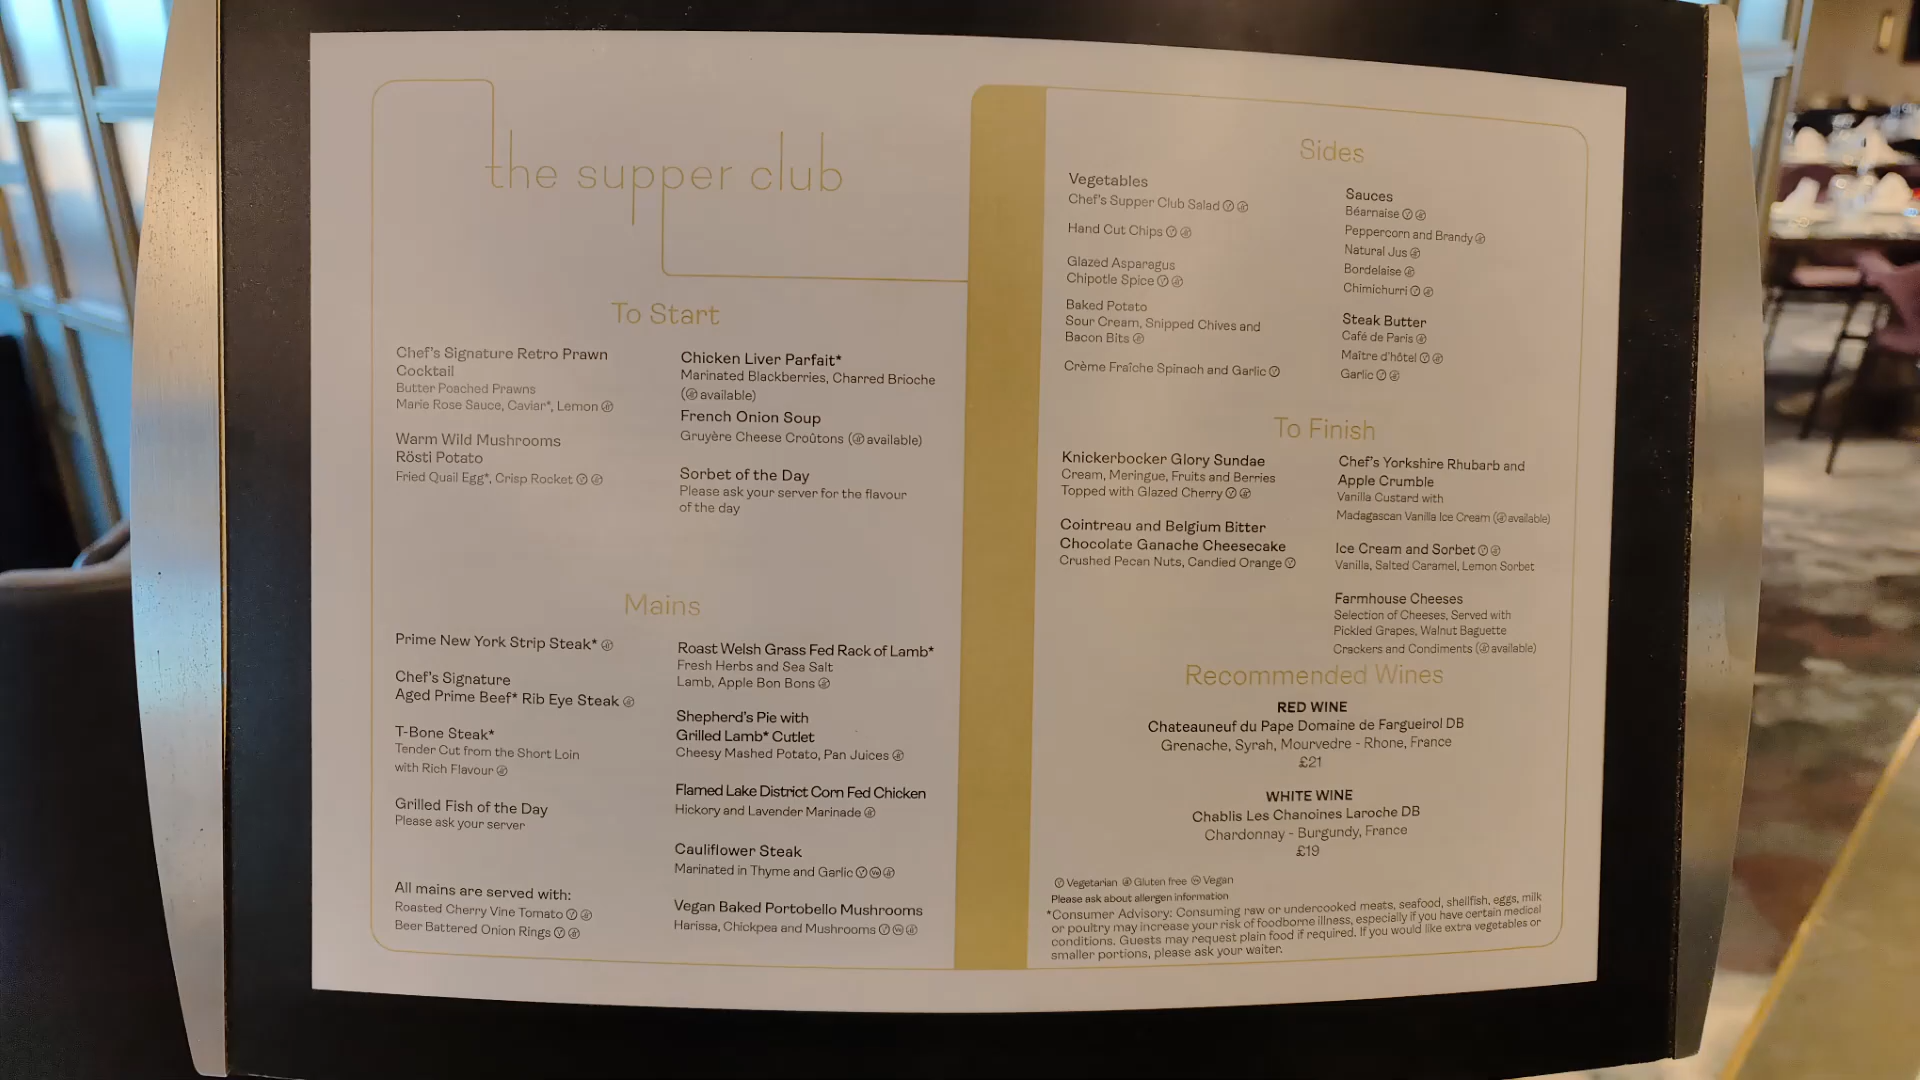 the supper club
To Start
Chef's Signature Retro Prawn
Cocktail
Butter Poached Prawns
Marie Rose Sauce, Caviar*, Lemon
Warm Wild Mushrooms
Rösti Potato
Fried Quail Egg*, Crisp Rocket Ⓥ
Chicken Liver Parfait*
Marinated Blackberries, Charred Brioche
(available)
French Onion Soup
Gruyère Cheese Croûtons (available)
Sorbet of the Day
Please ask your server for the flavour
of the day
Mains
Prime New York Strip Steak*
Chef's Signature
Aged Prime Beef* Rib Eye Steak
T-Bone Steak*
Tender Cut from the Short Loin
with Rich Flavour
Grilled Fish of the Day
Please ask your server
All mains are served with:
Roasted Cherry Vine Tomato Ⓥ
Beer Battered Onion Rings Ⓥ
Roast Welsh Grass Fed Rack of Lamb*
Fresh Herbs and Sea Salt
Lamb, Apple Bon Bons
Shepherd's Pie with
Grilled Lamb* Cutlet
Cheesy Mashed Potato, Pan Juices
Flamed Lake District Corn Fed Chicken
Hickory and Lavender Marinade
Cauliflower Steak
Marinated in Thyme and Garlic Ⓥ Ve
Vegan Baked Portobello Mushrooms
Harissa, Chickpea and Mushrooms Ⓥ Ve
Sides
Vegetables
Chef's Supper Club Salad Ⓥ
Hand Cut Chips Ⓥ
Glazed Asparagus
Chipotle Spice Ⓥ
Baked Potato
Sour Cream, Snipped Chives and
Bacon Bits
Crème Fraîche Spinach and Garlic Ⓥ
Sauces
Béarnaise Ⓥ
Peppercorn and Brandy
Natural Jus
Bordelaise
Chimichurri Ⓥ
Steak Butter
Café de Paris
Maître d'hôtel Ⓥ
Garlic Ⓥ
To Finish
Knickerbocker Glory Sundae
Cream, Meringue, Fruits and Berries
Topped with Glazed Cherry Ⓥ
Cointreau and Belgium Bitter
Chocolate Ganache Cheesecake
Crushed Pecan Nuts, Candied Orange Ⓥ
Chef's Yorkshire Rhubarb and
Apple Crumble
Vanilla Custard with
Madagascan Vanilla Ice Cream (available)
Ice Cream and Sorbet Ⓥ
Vanilla, Salted Caramel, Lemon Sorbet
Farmhouse Cheeses
Selection of Cheeses, Served with
Pickled Grapes, Walnut Baguette
Crackers and Condiments (available)
Recommended Wines
RED WINE
Chateauneuf du Pape Domaine de Fargueirol DB
Grenache, Syrah, Mourvedre - Rhone, France
£21
WHITE WINE
Chablis Les Chanoines Laroche DB
Chardonnay - Burgundy, France
£19
Ⓥ Vegetarian Gluten free Ve Vegan
Please ask about allergen information
*Consumer Advisory: Consuming raw or undercooked meats, seafood, shellfish, eggs, milk
or poultry may increase your risk of foodborne illness, especially if you have certain medical
conditions. Guests may request plain food if required. If you would like extra vegetables or
smaller portions, please ask your waiter.